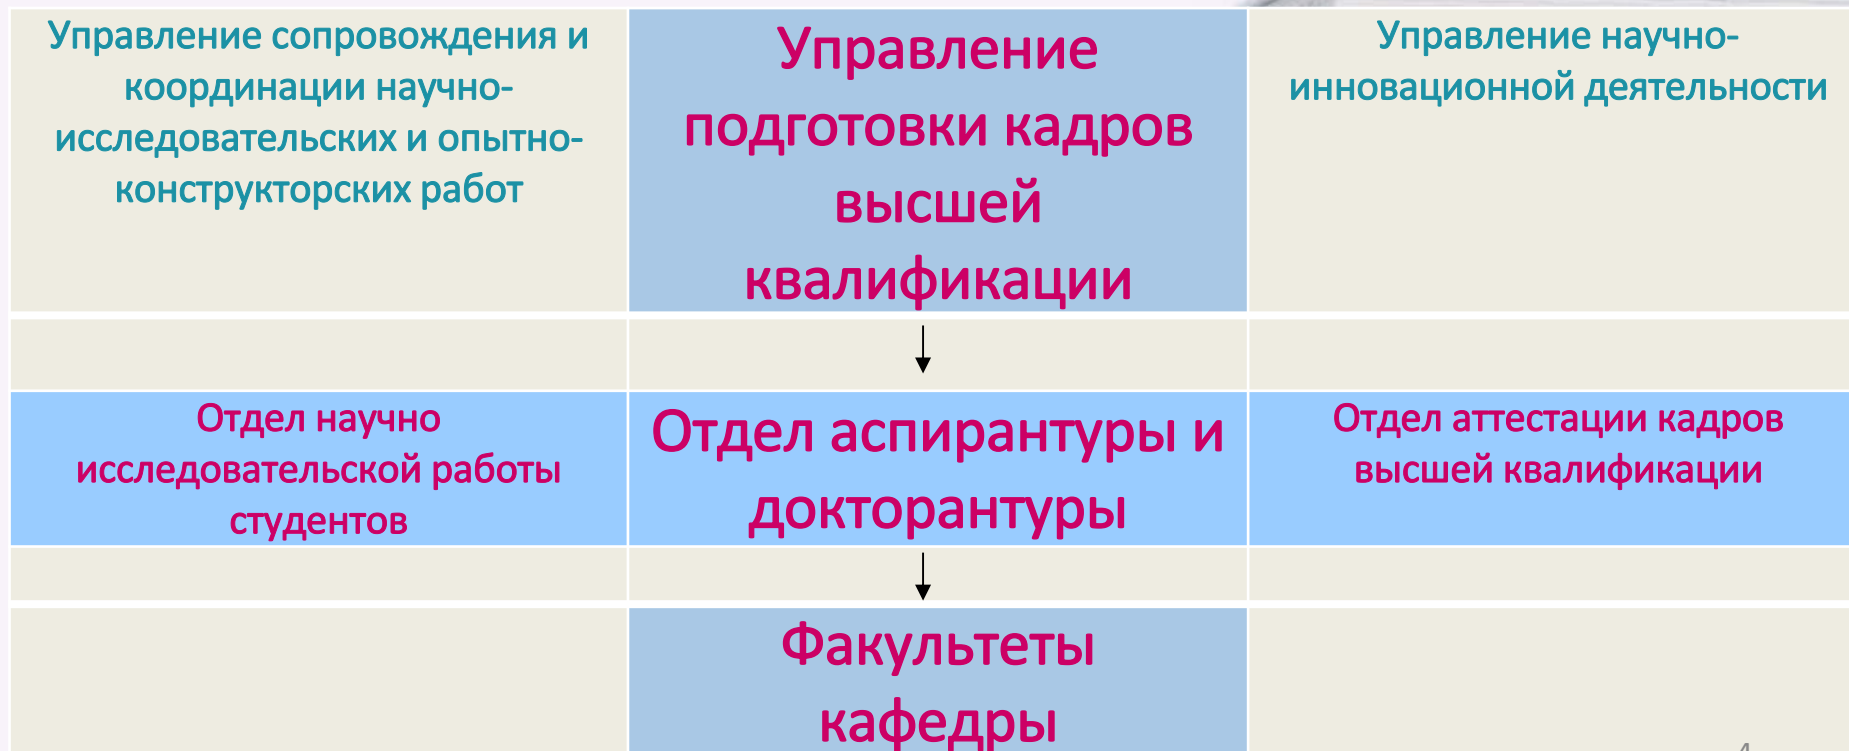 Управление сопровождения и
координации научно-
исследовательских и опытно-
конструкторских работ
Управление
подготовки кадров
высшей
квалификации
Управление научно-
инновационной деятельности
Отдел научно
исследовательской работы
студентов
Отдел аспирантуры и
докторантуры
Отдел аттестации кадров
высшей квалификации
Факультеты
кафедры